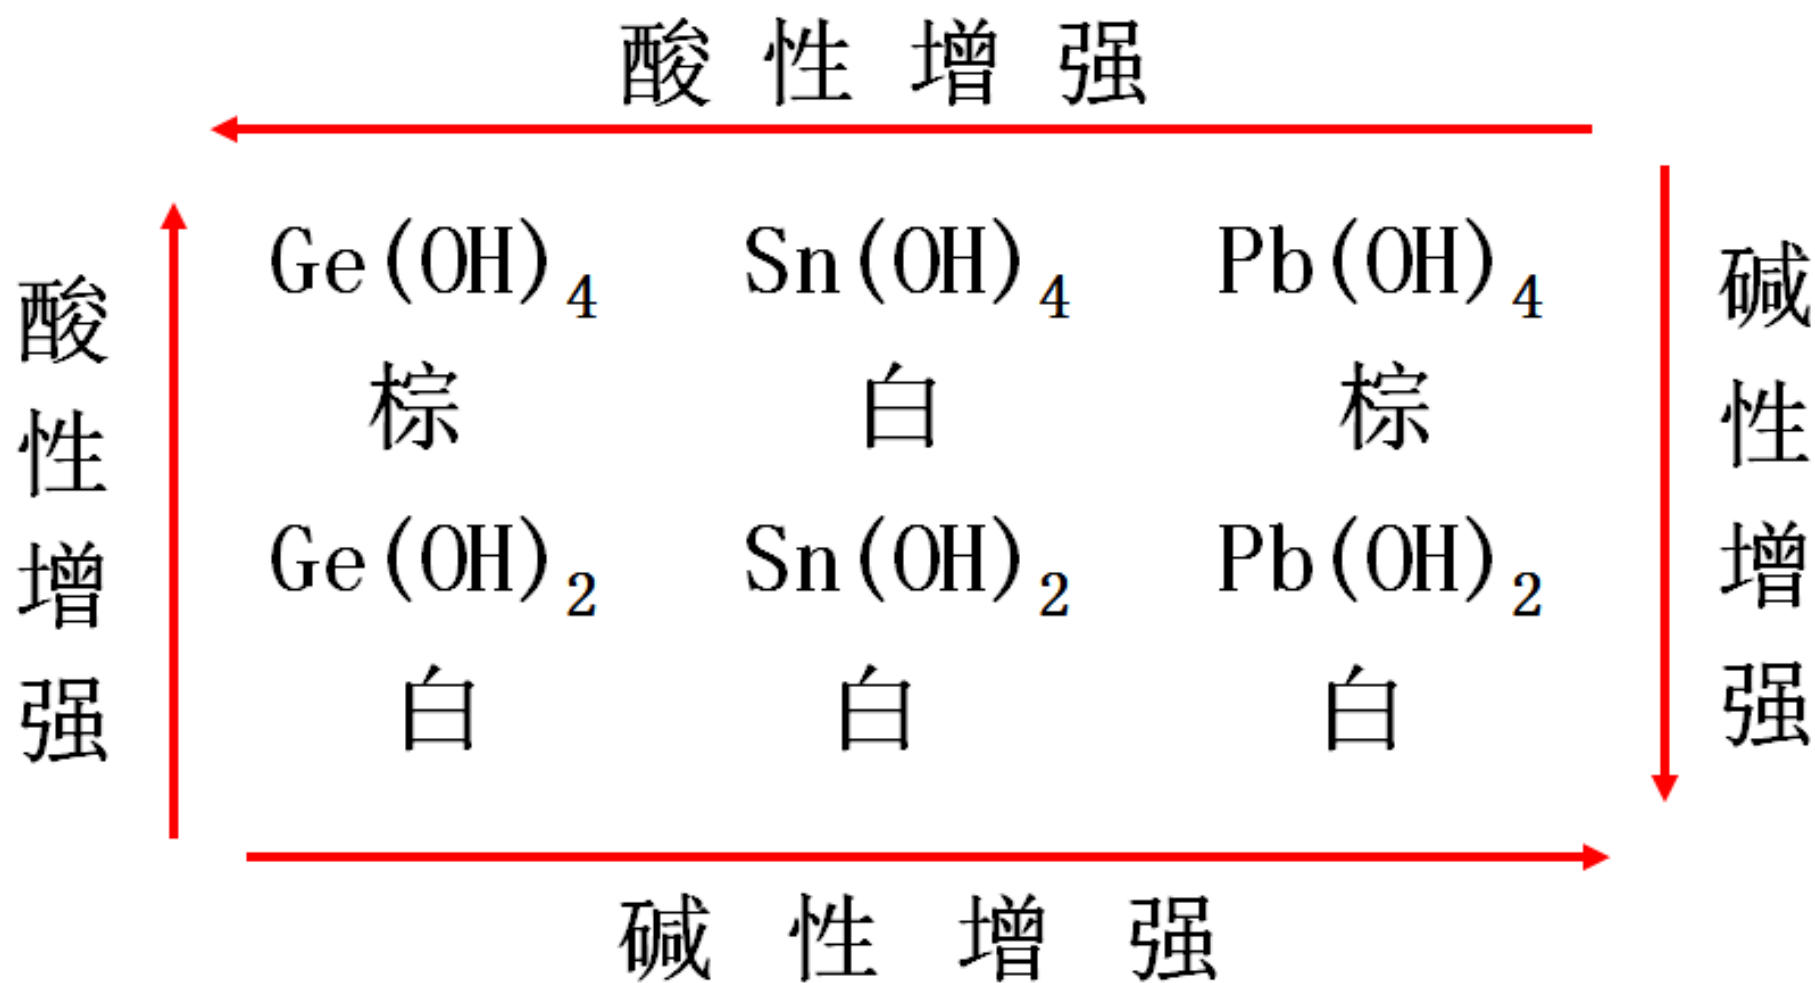 酸性增强
酸性增强
碱性增强
Ge(OH)₄ Sn(OH)₄ Pb(OH)₄
棕 白 棕
Ge(OH)₂ Sn(OH)₂ Pb(OH)₂
白 白 白
碱性增强